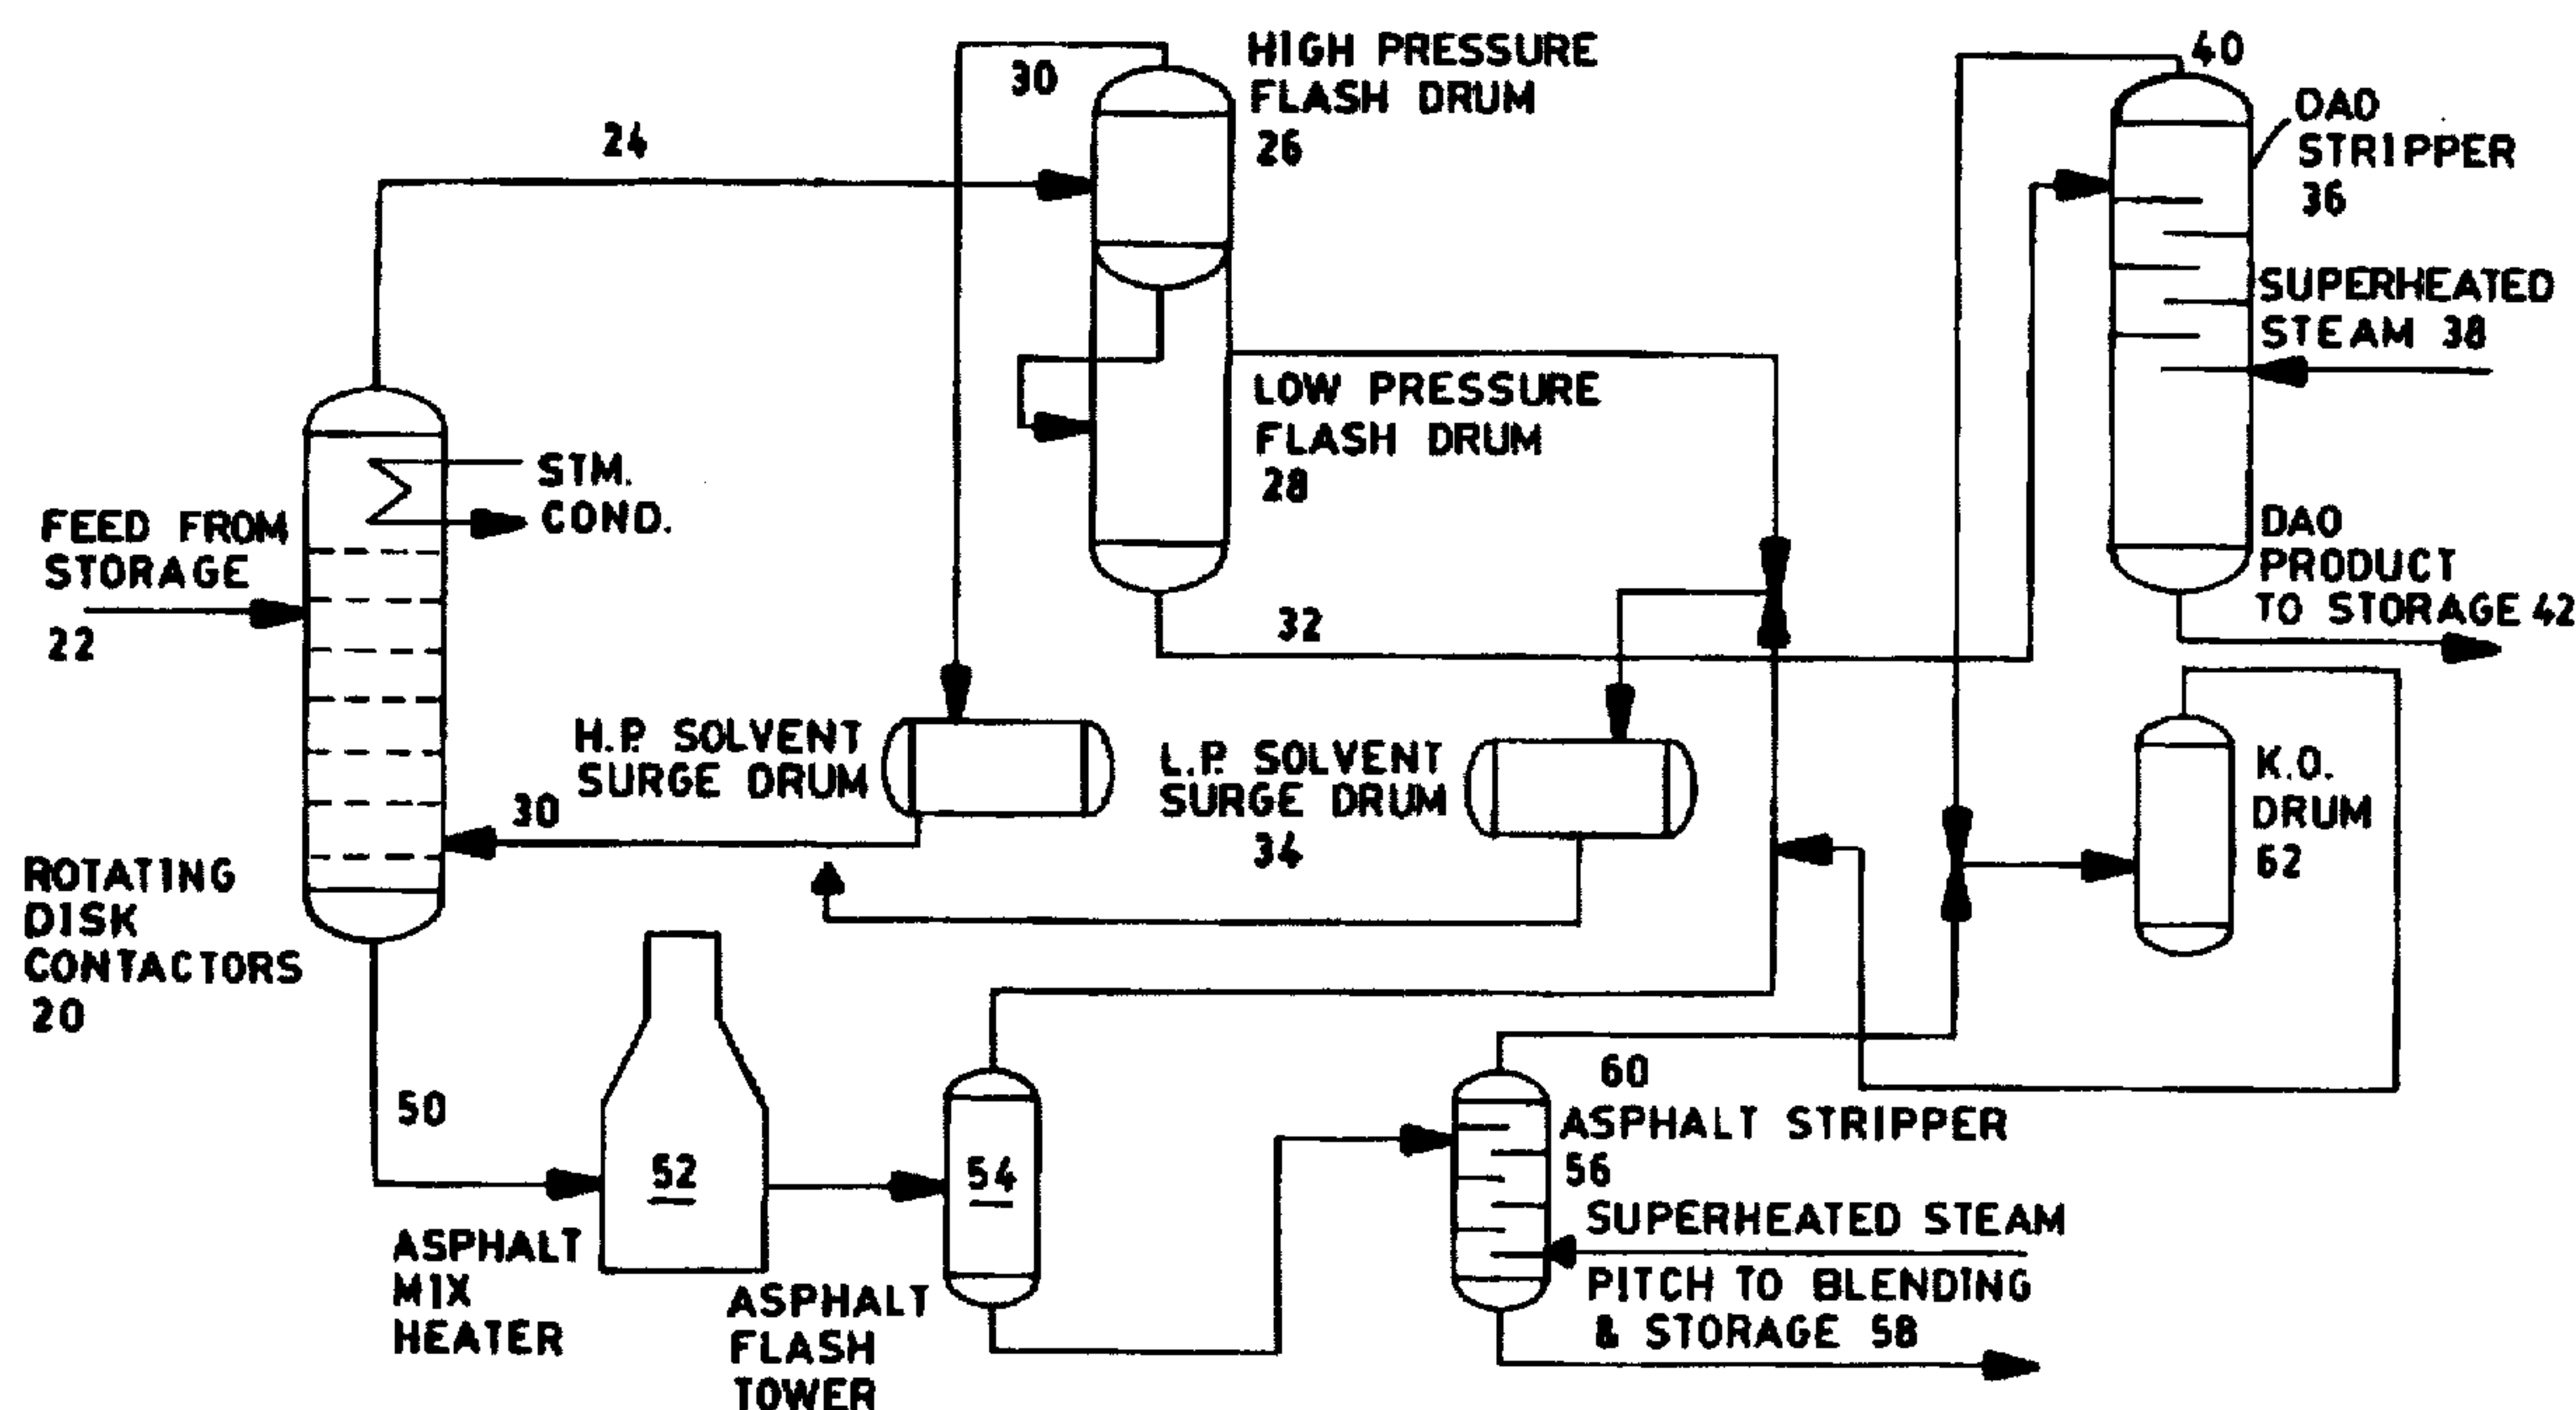 40
HIGH PRESSURE
FLASH DRUM
26
30
24
DAO
STRIPPER
36
SUPERHEATED
STEAM 38
LOW PRESSURE
FLASH DRUM
28
STM.
COND.
FEED FROM
STORAGE
22
DAO
PRODUCT
TO STORAGE 42
32
H.P. SOLVENT
SURGE DRUM
30
L.P. SOLVENT
SURGE DRUM
34
K.O.
DRUM
62
ROTATING
DISK
CONTACTORS
20
50
52
54
60
ASPHALT STRIPPER
56
SUPERHEATED STEAM
PITCH TO BLENDING
& STORAGE 58
ASPHALT
MIX
HEATER
ASPHALT
FLASH
TOWER